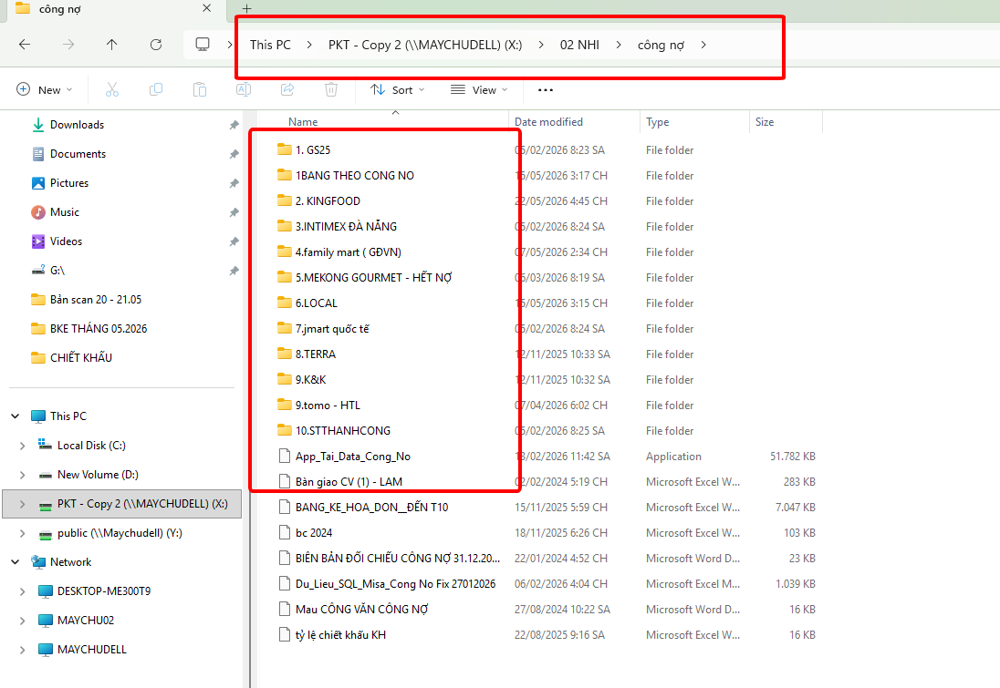 công nợ
This PC > PKT - Copy 2 (\\MAYCHUDELL) (X:) > 02 NHI > công nợ >
New Sort View
Name Date modified Type Size
Downloads
Documents
Pictures
Music
Videos
G:\
Bản scan 20 - 21.05
BKE THÁNG 05.2026
CHIẾT KHẤU
This PC
Local Disk (C:)
New Volume (D:)
PKT - Copy 2 (\\MAYCHUDELL) (X:)
public (\\Maychudell) (Y:)
Network
DESKTOP-ME300T9
MAYCHU02
MAYCHUDELL
1. GS25 /02/2026 8:23 SA File folder
1BANG THEO CONG NO /05/2026 3:17 CH File folder
2. KINGFOOD /05/2026 4:45 CH File folder
3.INTIMEX ĐÀ NẴNG /02/2026 8:24 SA File folder
4.family mart ( GĐVN) /05/2026 2:34 CH File folder
5.MEKONG GOURMET - HẾT NỢ /03/2026 8:19 SA File folder
6.LOCAL /05/2026 3:15 CH File folder
7.jmart quốc tế /02/2026 8:24 SA File folder
8.TERRA /11/2025 10:33 SA File folder
9.K&K /11/2025 10:32 SA File folder
9.tomo - HTL /04/2026 6:02 CH File folder
10.STTHANHCONG /02/2026 8:25 SA File folder
App_Tai_Data_Cong_No /02/2026 11:42 SA Application 51.782 KB
Bàn giao CV (1) - LAM /02/2024 5:19 CH Microsoft Excel W... 283 KB
BANG_KE_HOA_DON__ĐẾN T10 15/11/2025 5:59 CH Microsoft Excel W... 7.047 KB
bc 2024 18/11/2025 6:26 CH Microsoft Excel W... 103 KB
BIÊN BẢN ĐỐI CHIẾU CÔNG NỢ 31.12.20... 22/01/2024 4:52 CH Microsoft Word D... 23 KB
Du_Lieu_SQL_Misa_Cong No Fix 27012026 06/02/2026 4:04 CH Microsoft Excel M... 1.039 KB
Mau CÔNG VĂN CÔNG NỢ 27/08/2024 10:22 SA Microsoft Word D... 16 KB
tỷ lệ chiết khấu KH 22/08/2025 9:16 SA Microsoft Excel W... 16 KB